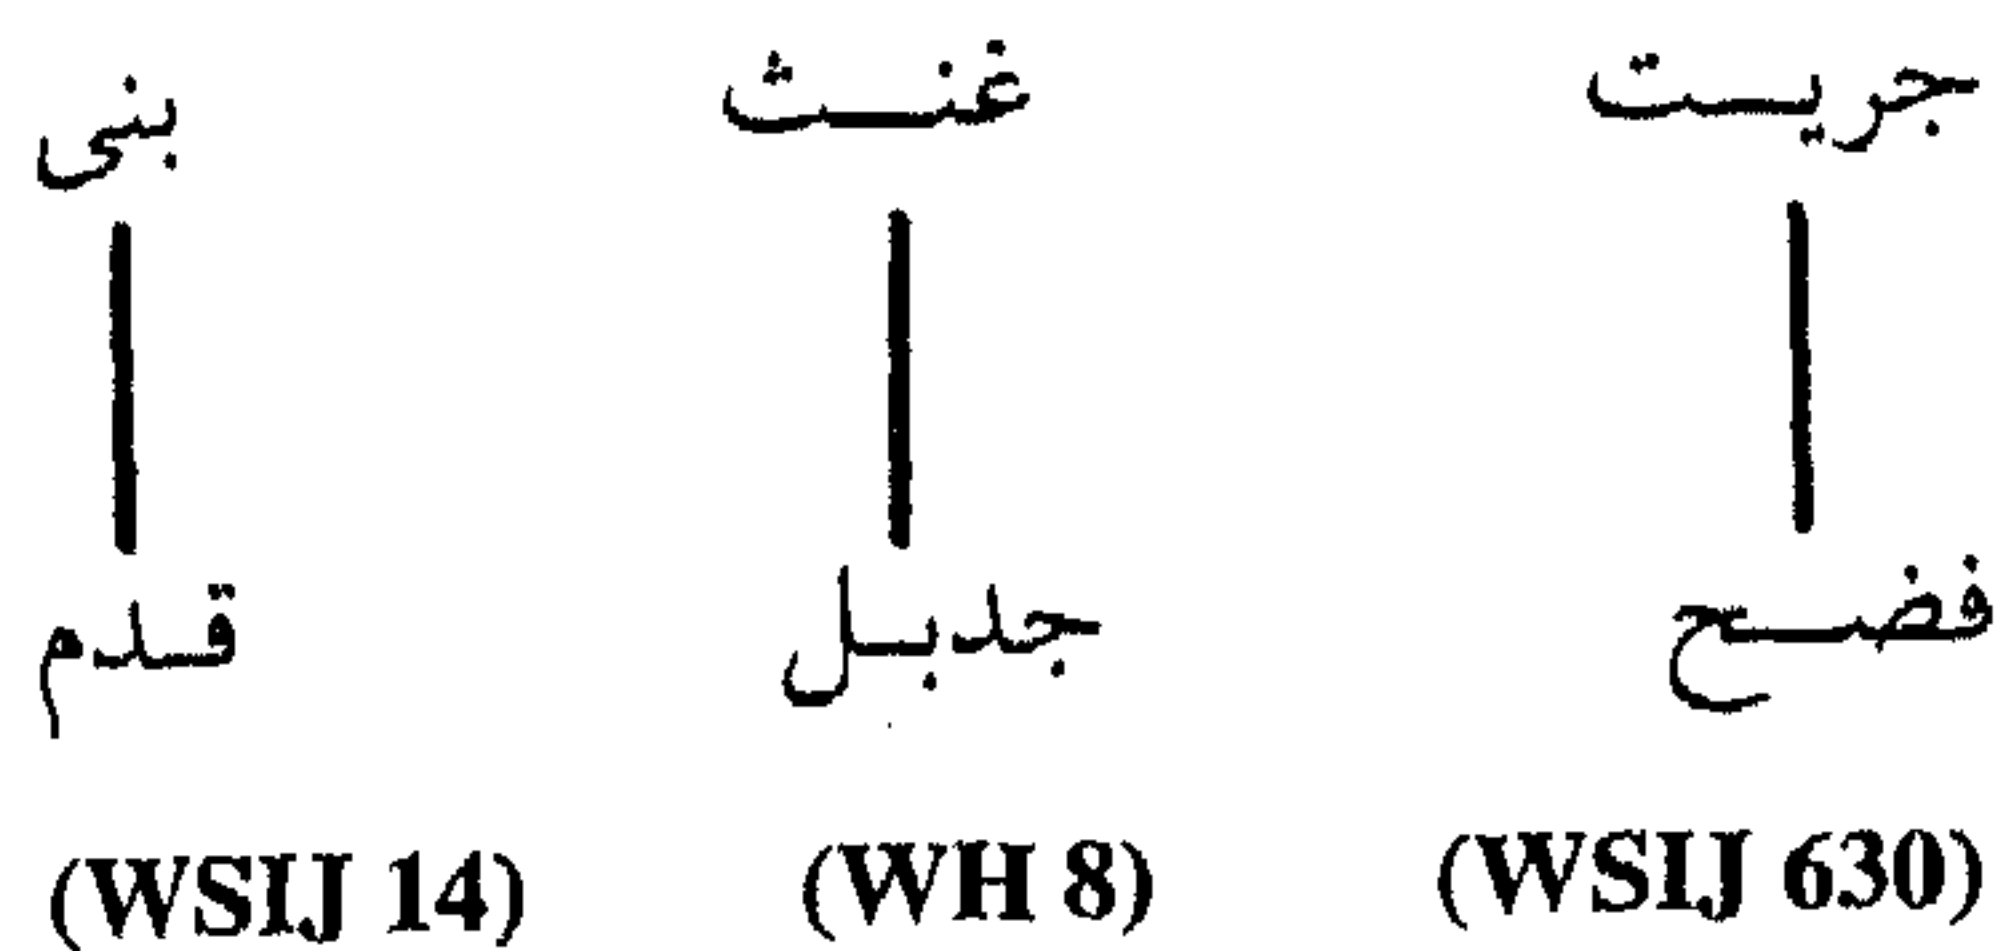 جريت غنث بنى
فضح جدبل قدم
(WSIJ 14) (WH 8) (WSIJ 630)